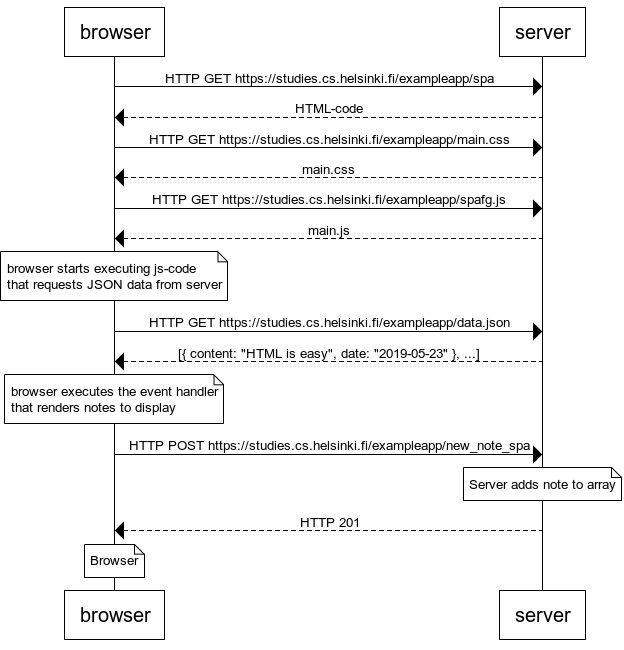 browser server
HTTP GET https://studies.cs.helsinki.fi/exampleapp/spa
HTML-code
HTTP GET https://studies.cs.helsinki.fi/exampleapp/main.css
main.css
HTTP GET https://studies.cs.helsinki.fi/exampleapp/spafg.js
main.js
browser starts executing js-code
that requests JSON data from server
HTTP GET https://studies.cs.helsinki.fi/exampleapp/data.json
[{ content: "HTML is easy", date: "2019-05-23" }, ...]
browser executes the event handler
that renders notes to display
HTTP POST https://studies.cs.helsinki.fi/exampleapp/new_note_spa
Server adds note to array
HTTP 201
Browser
browser server